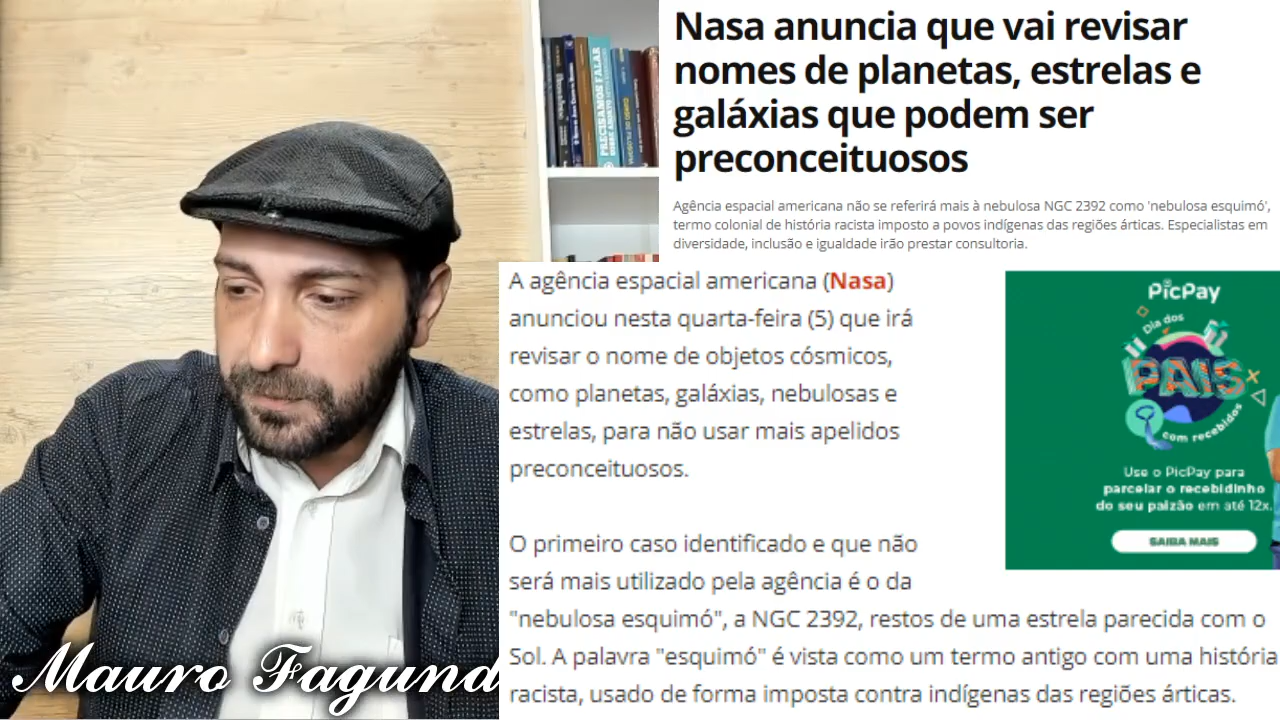 Nasa anuncia que vai revisar
nomes de planetas, estrelas e
galáxias que podem ser
preconceituosos
Agência espacial americana não se referirá mais à nebulosa NGC 2392 como 'nebulosa esquimó',
termo colonial de história racista imposto a povos indígenas das regiões árticas. Especialistas em
diversidade, inclusão e igualdade irão prestar consultoria.
A agência espacial americana (Nasa)
anunciou nesta quarta-feira (5) que irá
revisar o nome de objetos cósmicos,
como planetas, galáxias, nebulosas e
estrelas, para não usar mais apelidos
preconceituosos.
O primeiro caso identificado e que não
será mais utilizado pela agência é o da
"nebulosa esquimó", a NGC 2392, restos de uma estrela parecida com o
Sol. A palavra "esquimó" é vista como um termo antigo com uma história
racista, usado de forma imposta contra indígenas das regiões árticas.
PicPay
Dia dos
PAIS
com recebidos
Use o PicPay para
parcelar o recebidinho
do seu paizão em até 12x.
SAIBA MAIS
PRECISAMOS FALAR
Mauro Fagund